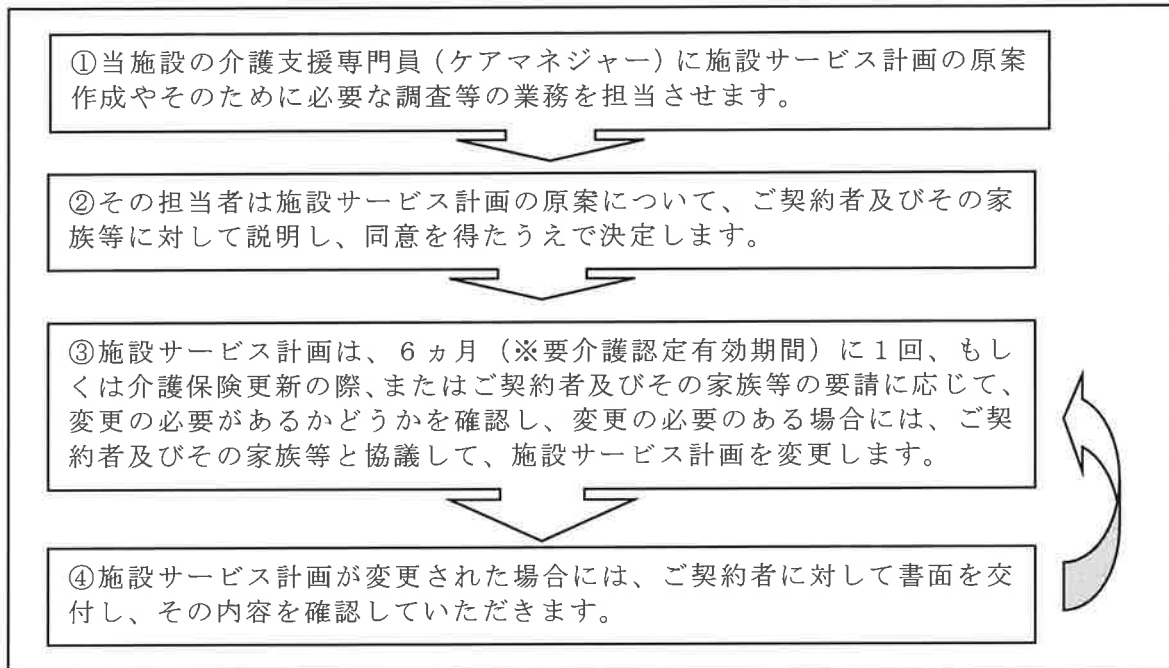 ①当施設の介護支援専門員（ケアマネジャー）に施設サービス計画の原案
作成やそのために必要な調査等の業務を担当させます。
②その担当者は施設サービス計画の原案について、ご契約者及びその家
族等に対して説明し、同意を得たうえで決定します。
③施設サービス計画は、６ヵ月（※要介護認定有効期間）に１回、もし
くは介護保険更新の際、またはご契約者及びその家族等の要請に応じて、
変更の必要があるかどうかを確認し、変更の必要のある場合には、ご契
約者及びその家族等と協議して、施設サービス計画を変更します。
④施設サービス計画が変更された場合には、ご契約者に対して書面を交
付し、その内容を確認していただきます。